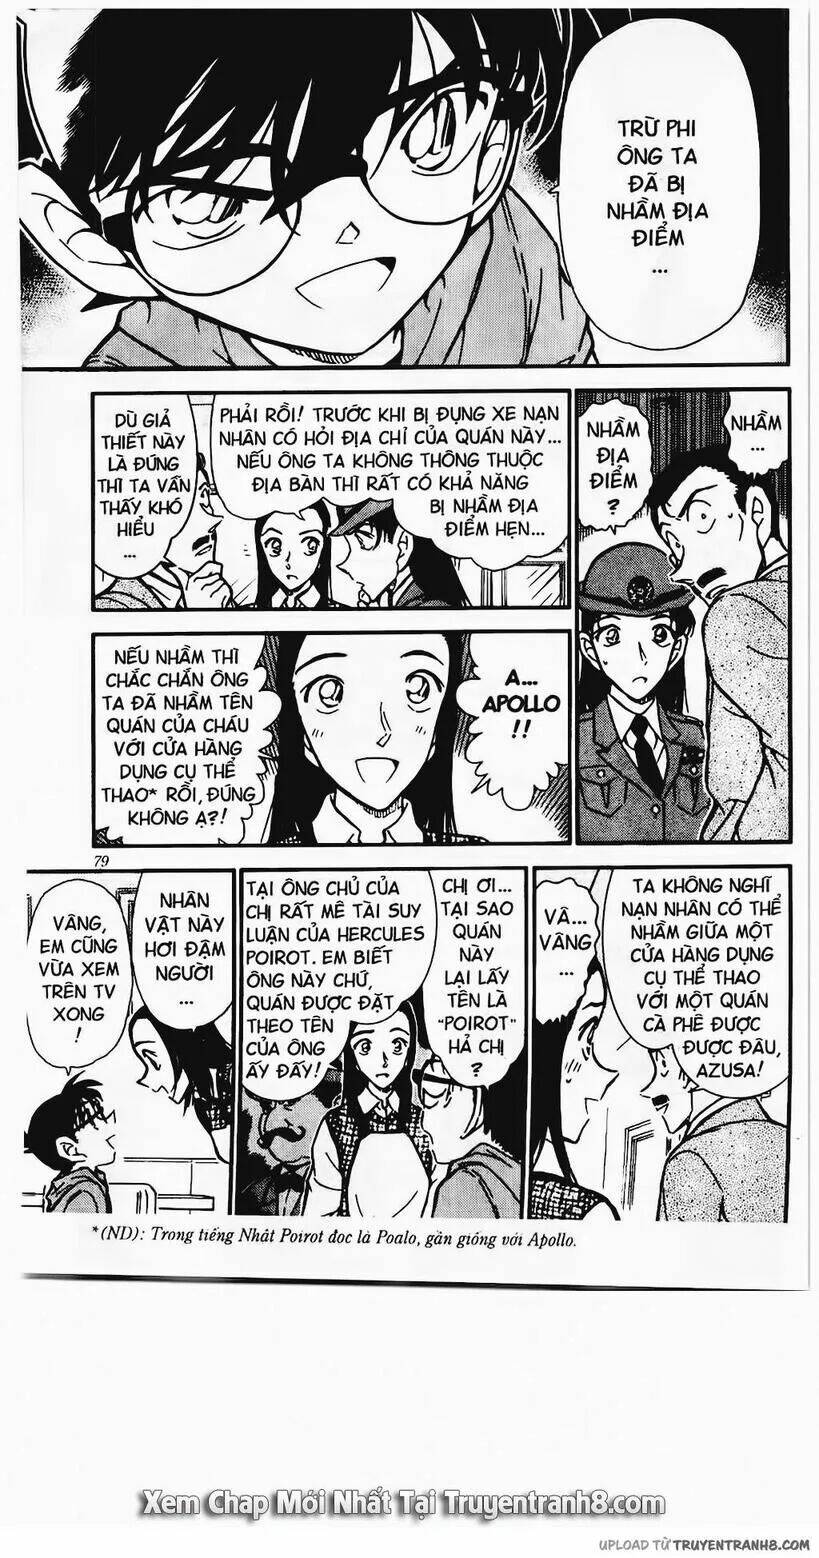 TRỪ PHI
ÔNG TA
ĐÃ BỊ
NHẦM ĐỊA
ĐIỂM
...
NHẦM
...
NHẦM
ĐỊA
ĐIỂM
?
PHẢI RỒI! TRƯỚC KHI BỊ ĐỤNG XE NẠN
NHÂN CÓ HỎI ĐỊA CHỈ CỦA QUÁN NÀY...
NẾU ÔNG TA KHÔNG THÔNG THUỘC
ĐỊA BÀN THÌ RẤT CÓ KHẢ NĂNG
BỊ NHẦM ĐỊA
ĐIỂM HẸN...
DÙ GIẢ
THIẾT NÀY
LÀ ĐÚNG
THÌ TA VẪN
THẤY KHÓ
HIỂU
...
A...
APOLLO
!!
NẾU NHẦM THÌ
CHẮC CHẮN ÔNG
TA ĐÃ NHẦM TÊN
QUÁN CỦA CHÁU
VỚI CỬA HÀNG
DỤNG CỤ THỂ
THAO* RỒI, ĐÚNG
KHÔNG Ạ?!
79
TA KHÔNG NGHĨ
NẠN NHÂN CÓ THỂ
NHẦM GIỮA MỘT
CỬA HÀNG DỤNG
CỤ THỂ THAO
VỚI MỘT QUÁN
CÀ PHÊ ĐƯỢC
ĐƯỢC ĐÂU,
AZUSA!
VÂ...
VÂNG
...
CHỊ ƠI...
TẠI SAO
QUÁN
NÀY
LẠI LẤY
TÊN LÀ
"POIROT"
HẢ CHỊ
?
TẠI ÔNG CHỦ CỦA
CHỊ RẤT MÊ TÀI SUY
LUẬN CỦA HERCULES
POIROT. EM BIẾT
ÔNG NÀY CHỨ,
QUÁN ĐƯỢC ĐẶT
THEO TÊN
CỦA ÔNG
ẤY ĐẤY!
NHÂN
VẬT NÀY
HƠI ĐẬM
NGƯỜI
...
VÂNG,
EM CŨNG
VỪA XEM
TRÊN TV
XONG
!
*(ND): Trong tiếng Nhật Poirot đọc là Poalo, gần giống với Apollo.
Xem Chap Mới Nhất Tại Truyentranh8.com
UPLOAD TỪ TRUYENTRANH8.COM